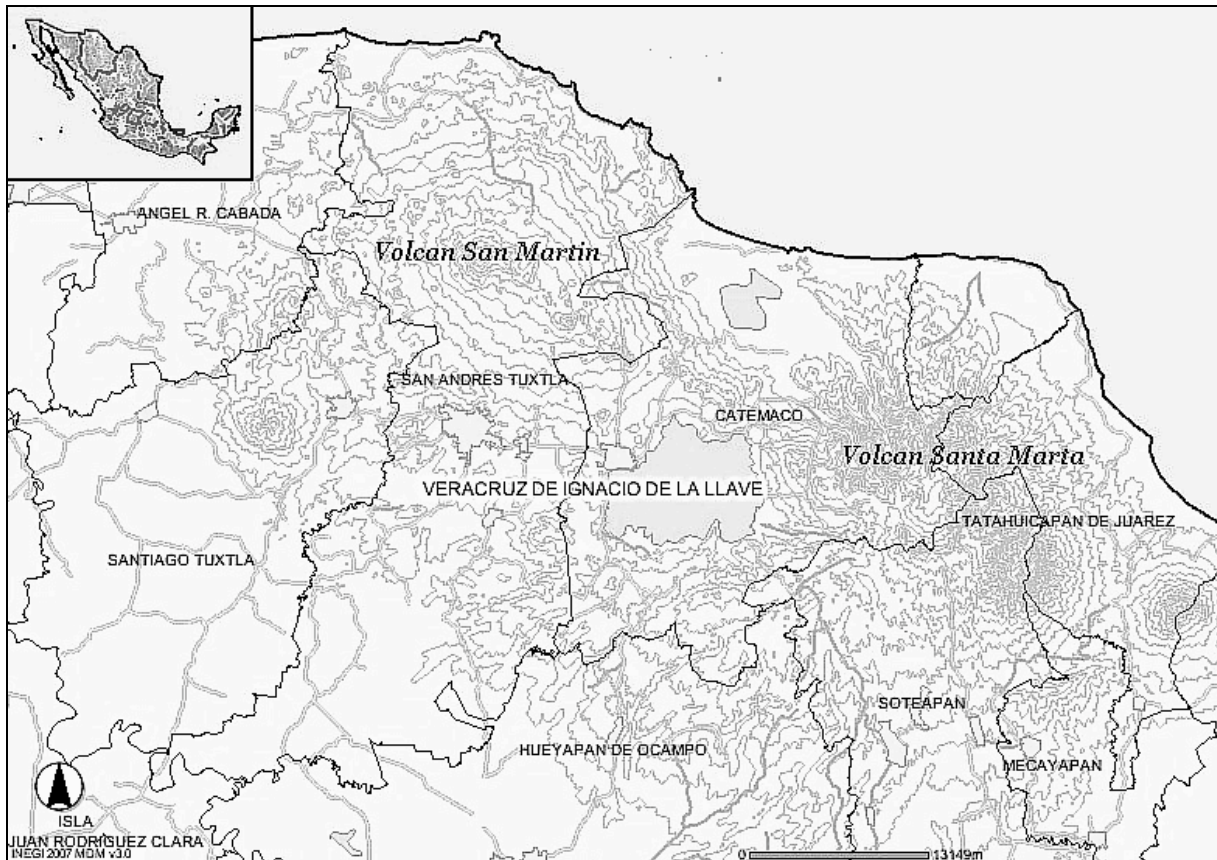 ANGEL R. CABADA
Volcan San Martin
SAN ANDRES TUXTLA
CATEMACO
Volcan Santa Marta
VERACRUZ DE IGNACIO DE LA LLAVE
TATAHUICAPAN DE JUAREZ
SANTIAGO TUXTLA
SOTEAPAN
HUEYAPAN DE OCAMPO
MECAYAPAN
ISLA
JUAN RODRIGUEZ CLARA
INEGI 2007 MDM v3.0
0 13149m